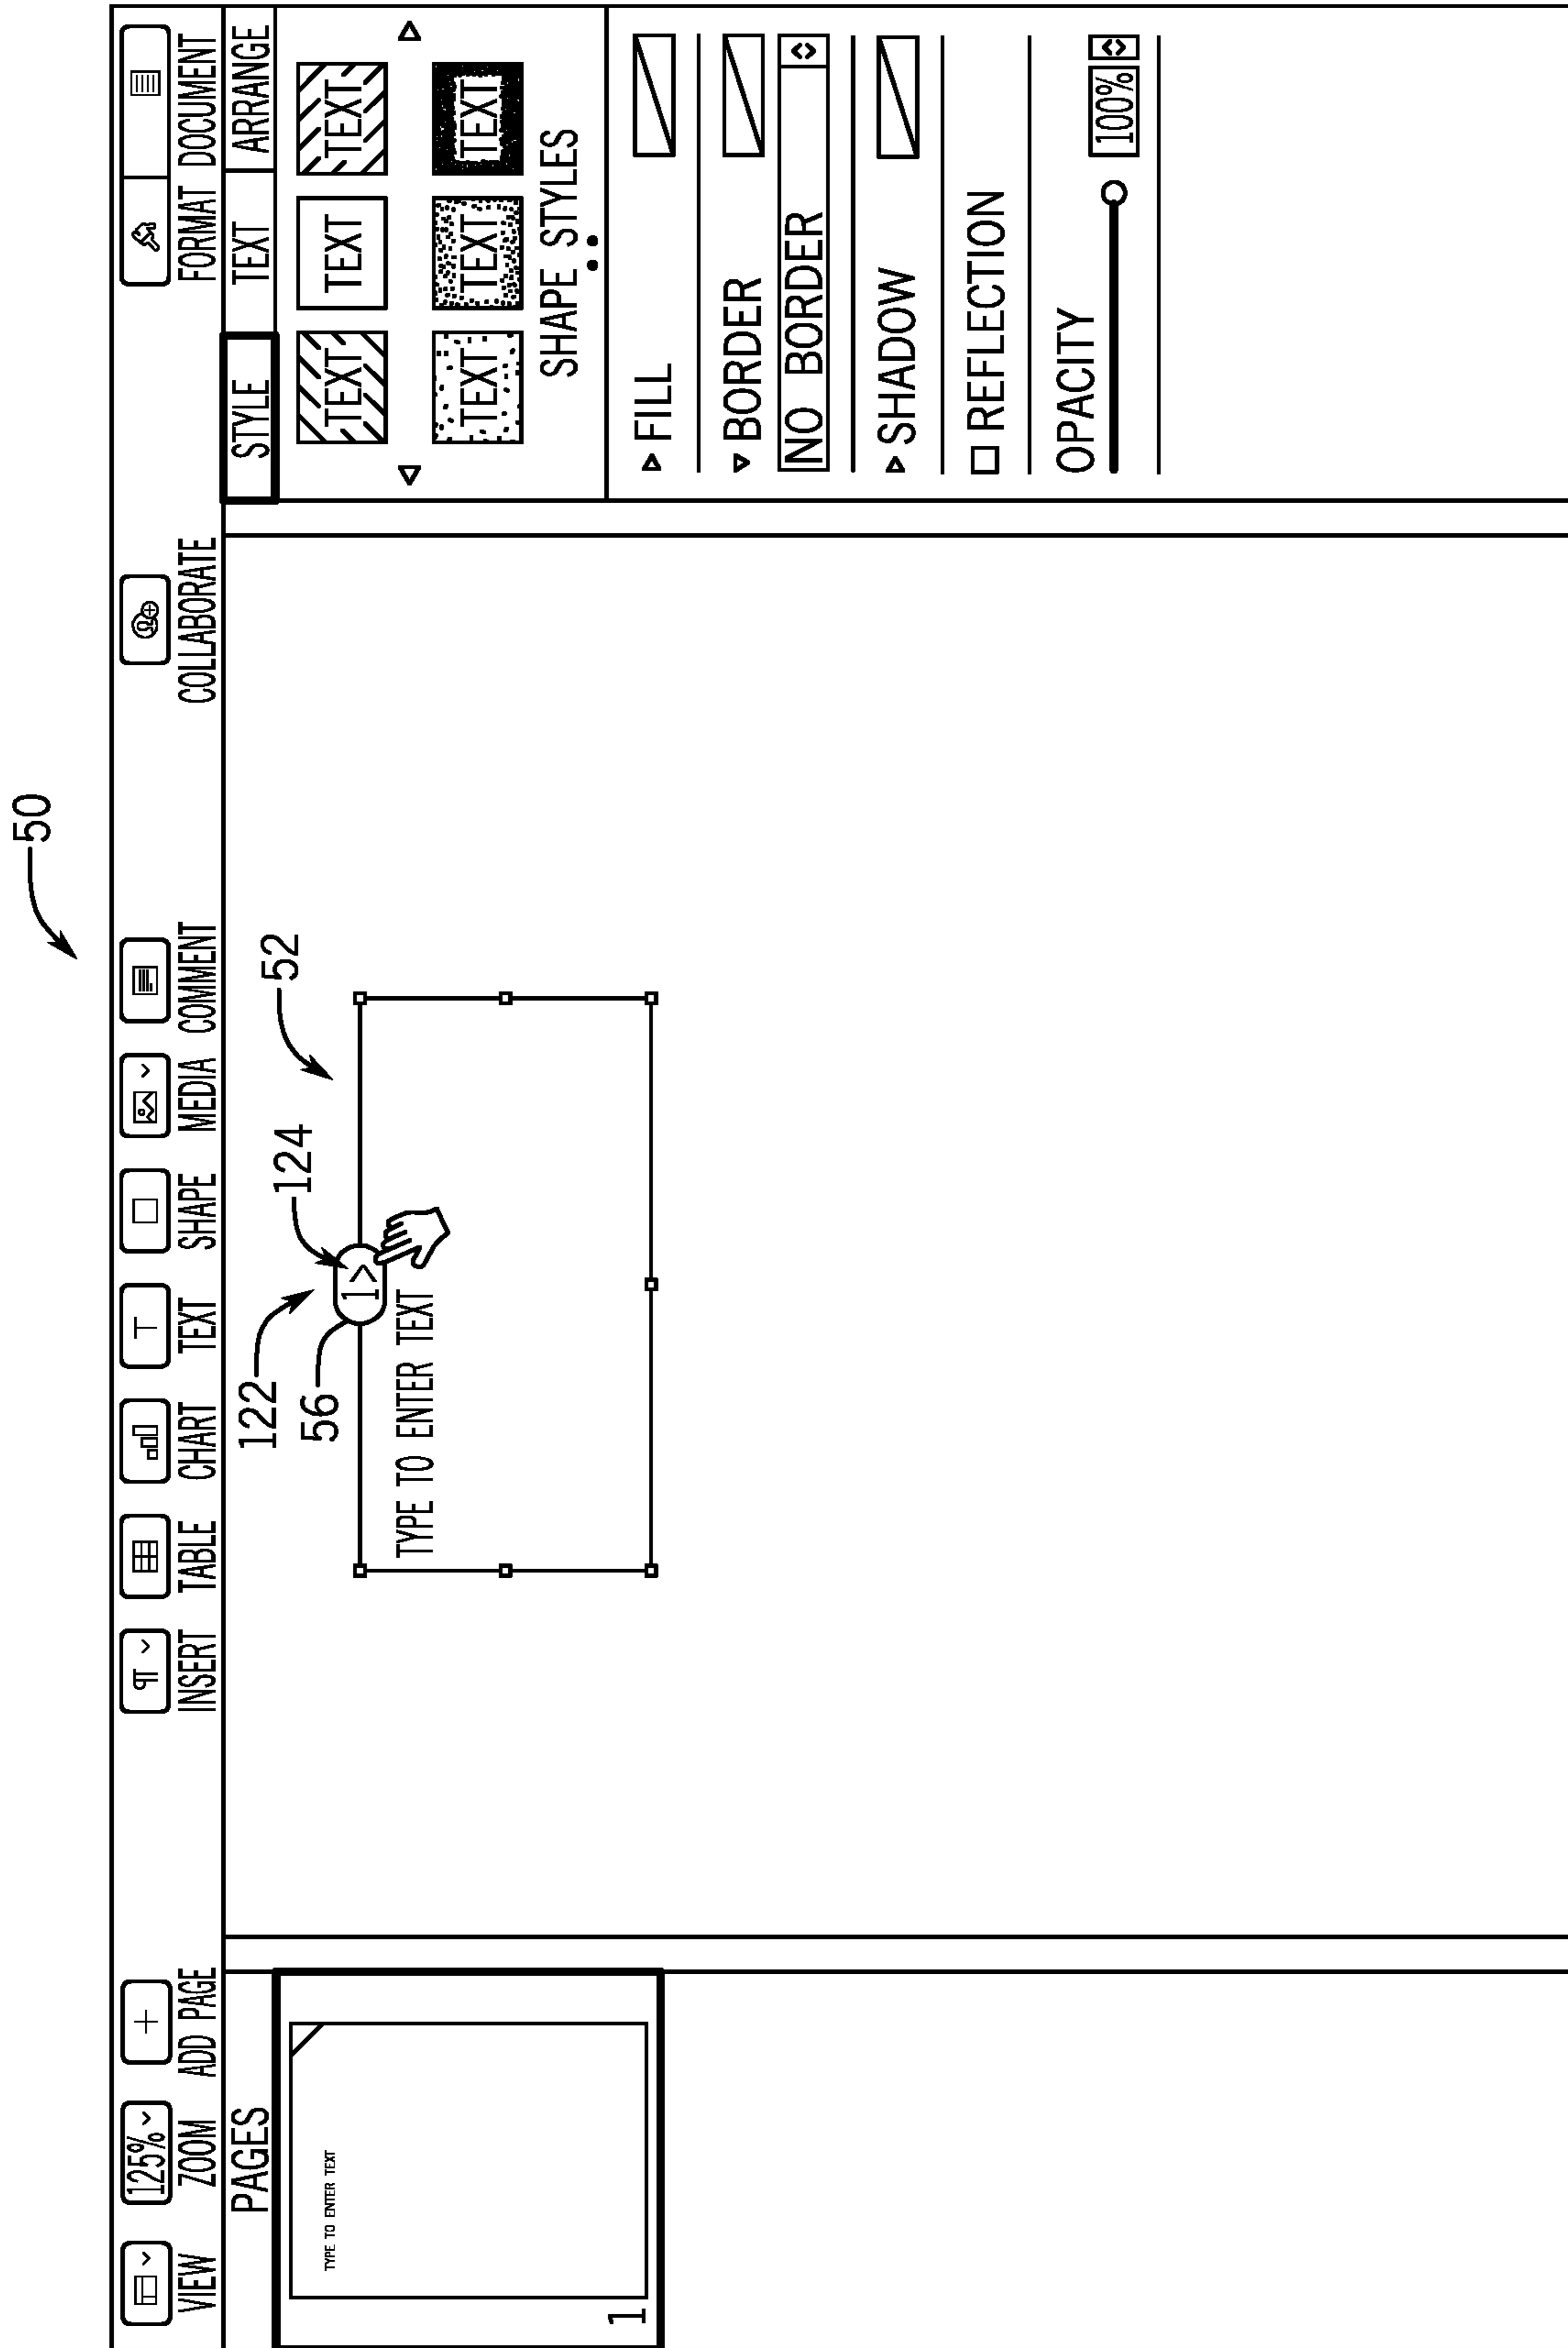 50
125%
VIEW ZOOM ADD PAGE INSERT TABLE CHART TEXT SHAPE MEDIA COMMENT COLLABORATE FORMAT DOCUMENT
PAGES
STYLE TEXT ARRANGE
TYPE TO ENTER TEXT
1
122
124
52
56
1
TYPE TO ENTER TEXT
TEXT TEXT TEXT
TEXT TEXT TEXT
SHAPE STYLES
FILL
BORDER
NO BORDER
SHADOW
REFLECTION
OPACITY
100%